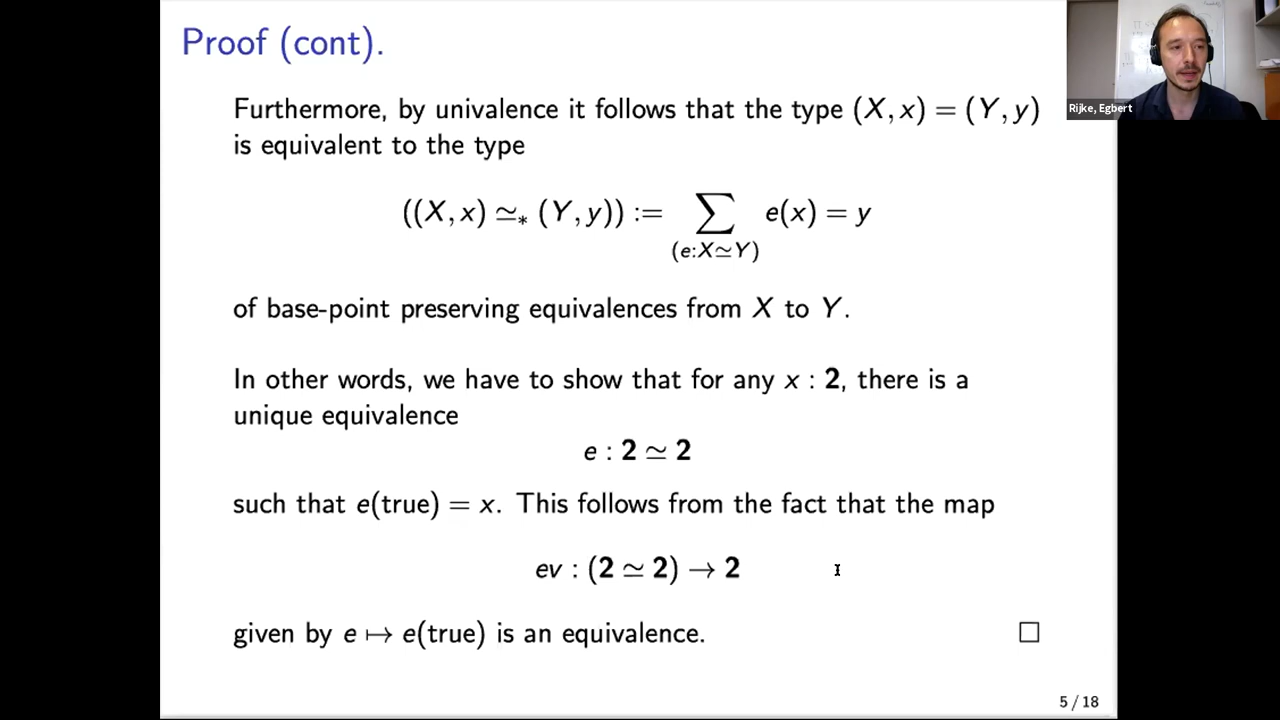 Proof (cont).
Rijke, Egbert
Furthermore, by univalence it follows that the type (X, x) = (Y, y)
is equivalent to the type
((X, x) ≃∗ (Y, y)) := ∑ e(x) = y
(e:X≃Y)
of base-point preserving equivalences from X to Y.
In other words, we have to show that for any x : 2, there is a
unique equivalence
e : 2 ≃ 2
such that e(true) = x. This follows from the fact that the map
ev : (2 ≃ 2) → 2
given by e ↦ e(true) is an equivalence. □
5 / 18